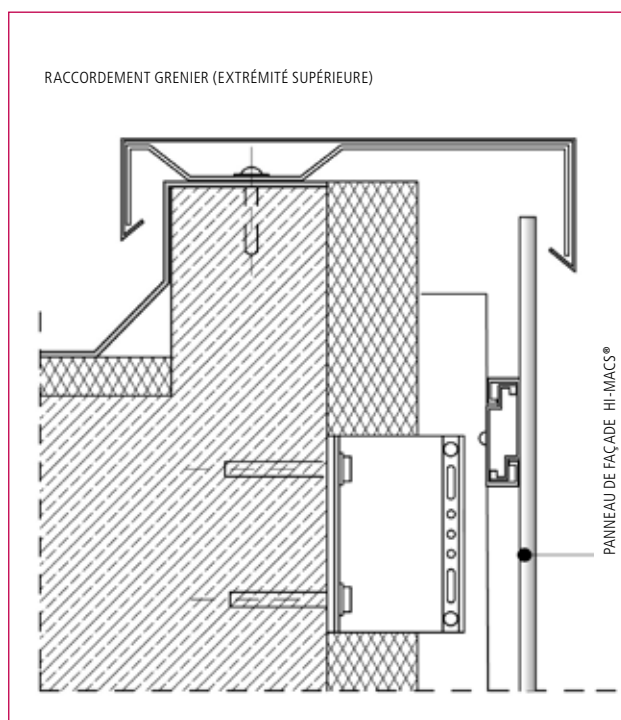 RACCORDEMENT GRENIER (EXTRÉMITÉ SUPÉRIEURE)
PANNEAU DE FAÇADE HI-MACS®